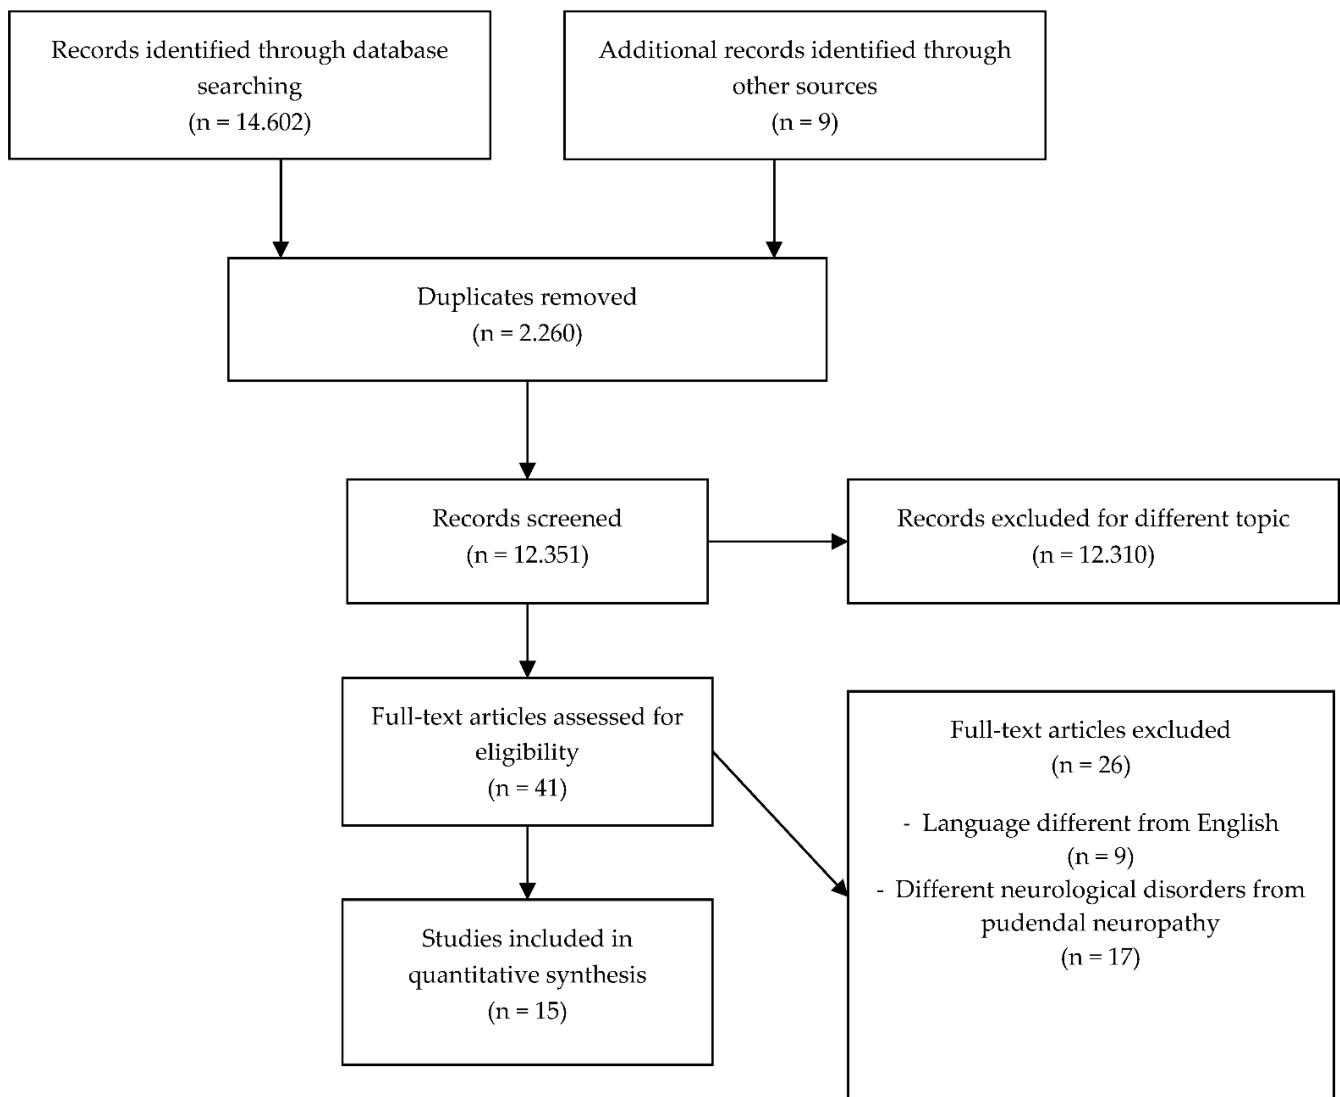 Records identified through database
searching
(n = 14.602)
Additional records identified through
other sources
(n = 9)
Duplicates removed
(n = 2.260)
Records screened
(n = 12.351)
Records excluded for different topic
(n = 12.310)
Full-text articles assessed for
eligibility
(n = 41)
Full-text articles excluded
(n = 26)
- Language different from English
(n = 9)
- Different neurological disorders from
pudendal neuropathy
(n = 17)
Studies included in
quantitative synthesis
(n = 15)